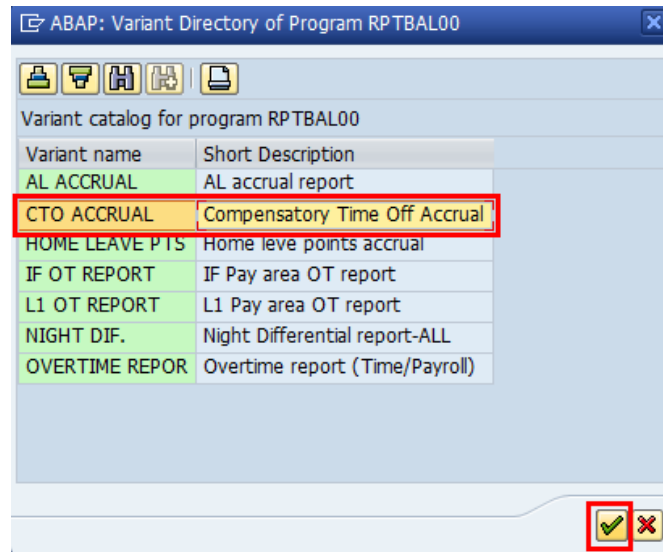 ABAP: Variant Directory of Program RPTBAL00
Variant catalog for program RPTBAL00
Variant name Short Description
AL ACCRUAL AL accrual report
CTO ACCRUAL Compensatory Time Off Accrual
HOME LEAVE PTS Home leve points accrual
IF OT REPORT IF Pay area OT report
L1 OT REPORT L1 Pay area OT report
NIGHT DIF. Night Differential report-ALL
OVERTIME REPOR Overtime report (Time/Payroll)